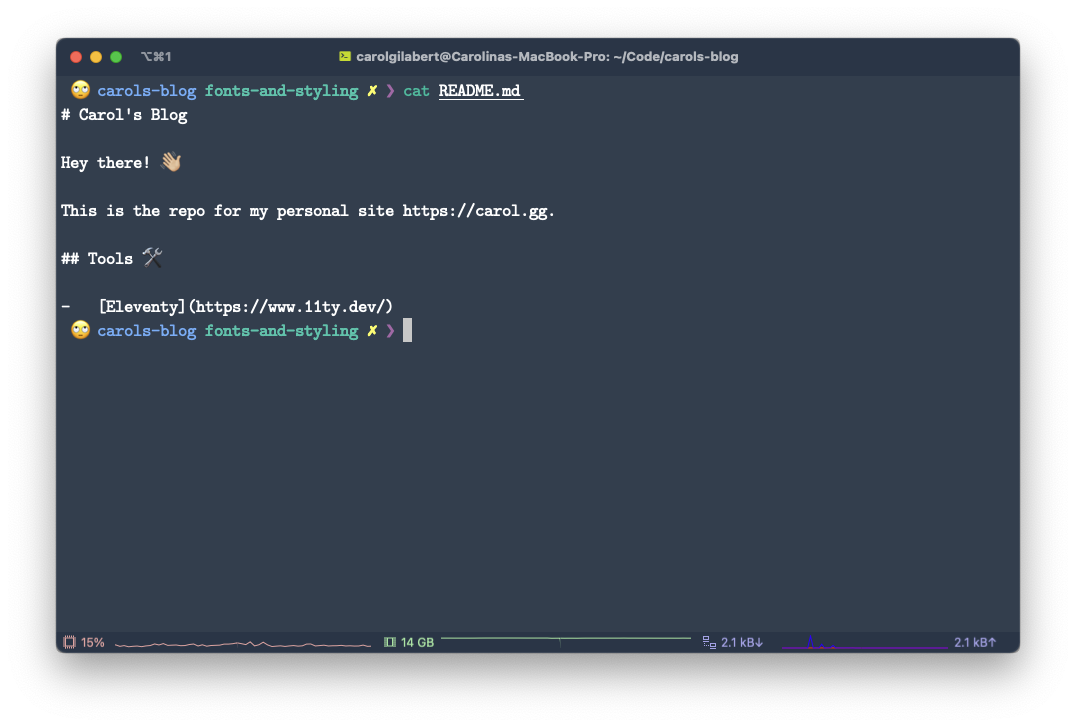 ⌥⌘1 carolgilabert@Carolinas-MacBook-Pro: ~/Code/carols-blog
🙄 carols-blog fonts-and-styling ✗ ❯ cat README.md
# Carol's Blog
Hey there! 👋🏼
This is the repo for my personal site https://carol.gg.
## Tools 🛠
-   [Eleventy](https://www.11ty.dev/)
🙄 carols-blog fonts-and-styling ✗ ❯
15% 14 GB 2.1 kB↓ 2.1 kB↑